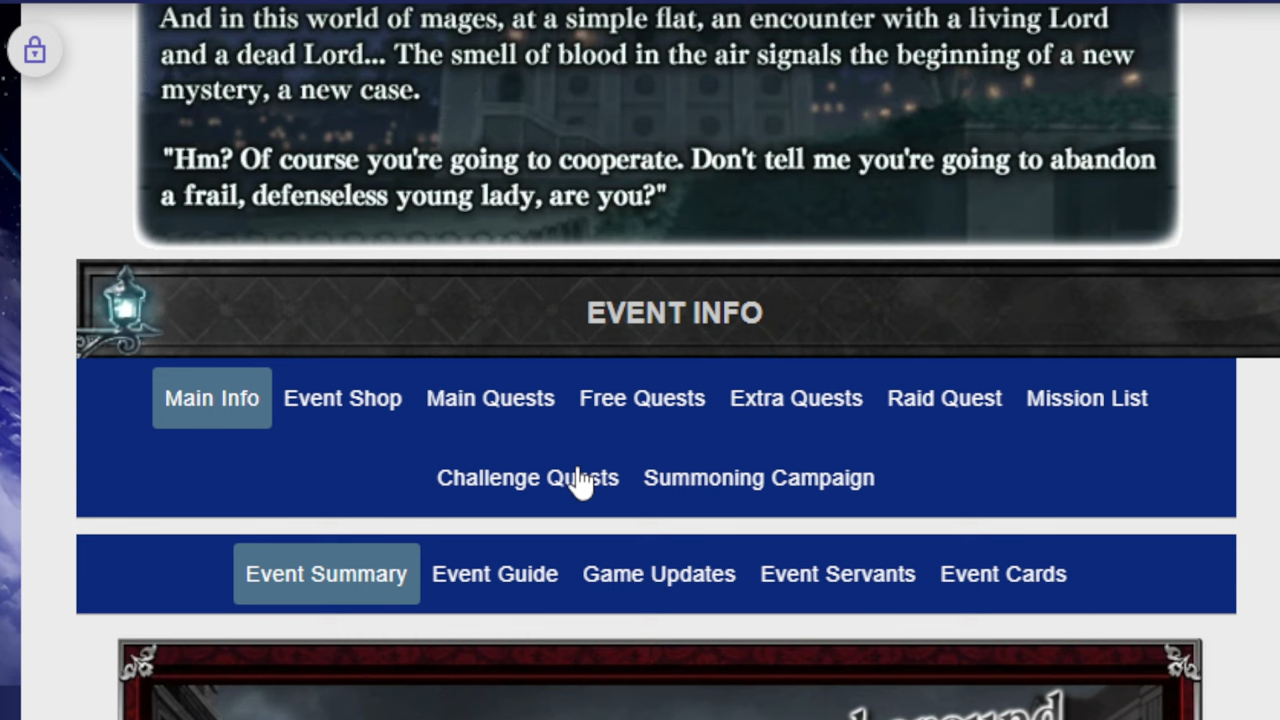 And in this world of mages, at a simple flat, an encounter with a living Lord
and a dead Lord... The smell of blood in the air signals the beginning of a new
mystery, a new case.
"Hm? Of course you're going to cooperate. Don't tell me you're going to abandon
a frail, defenseless young lady, are you?"
EVENT INFO
Main Info Event Shop Main Quests Free Quests Extra Quests Raid Quest Mission List
Challenge Quests Summoning Campaign
Event Summary Event Guide Game Updates Event Servants Event Cards